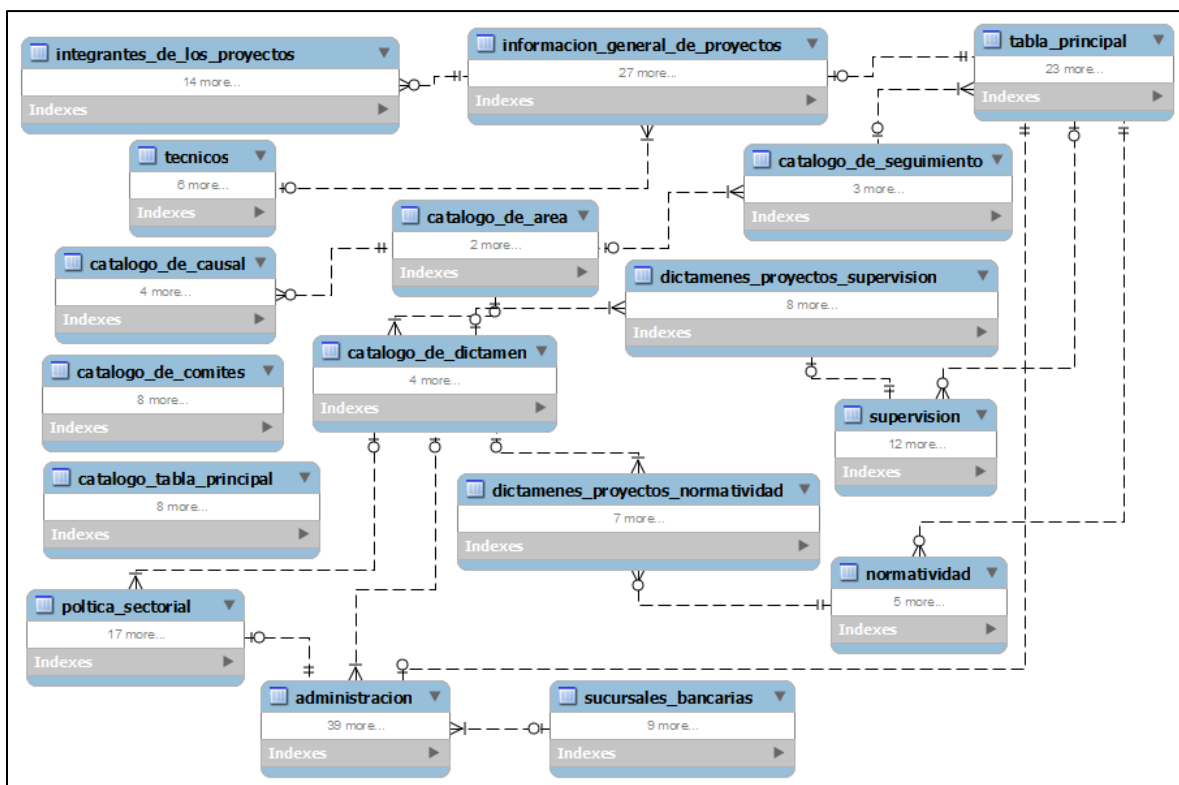 integrantes_de_los_proyectos
14 more...
Indexes
informacion_general_de_proyectos
27 more...
Indexes
tabla_principal
23 more...
Indexes
tecnicos
6 more...
Indexes
catalogo_de_seguimiento
3 more...
Indexes
catalogo_de_area
2 more...
Indexes
catalogo_de_causal
4 more...
Indexes
dictamenes_proyectos_supervision
8 more...
Indexes
catalogo_de_dictamen
4 more...
Indexes
catalogo_de_comites
8 more...
Indexes
supervision
12 more...
Indexes
catalogo_tabla_principal
8 more...
Indexes
dictamenes_proyectos_normatividad
7 more...
Indexes
normatividad
5 more...
Indexes
poltica_sectorial
17 more...
Indexes
administracion
39 more...
Indexes
sucursales_bancarias
9 more...
Indexes